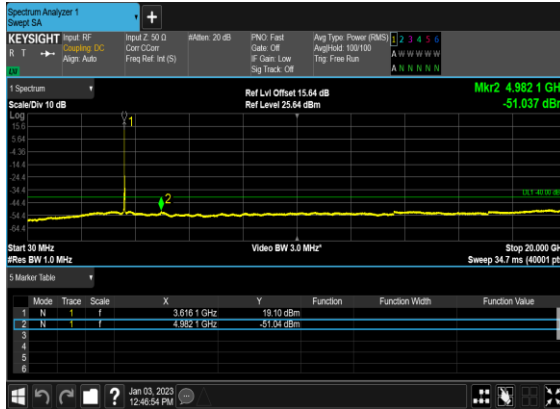 Spectrum Analyzer 1
Swept SA
+
KEYSIGHT Input: RF Input Z: 50 Ω #Atten: 20 dB PNO: Fast Avg Type: Power (RMS) 1 2 3 4 5 6
R T Coupling: DC Corr CCorr Gate: Off Avg|Hold: 100/100 A W W W W W
Align: Auto Freq Ref: Int (S) IF Gain: Low Trig: Free Run
LXI Sig Track: Off A N N N N N
1 Spectrum Ref Lvl Offset 15.64 dB Mkr2 4.982 1 GH
Scale/Div 10 dB Ref Level 25.64 dBm -51.037 dB
Log
15.6
1
5.64
-4.36
-14.4
-24.4
-34.4
DL1 -40.00 dB
2
-44.4
-54.4
-64.4
Start 30 MHz Video BW 3.0 MHz* Stop 20.000 GH
#Res BW 1.0 MHz Sweep 34.7 ms (40001 pt
5 Marker Table
Mode Trace Scale X Y Function Function Width Function Value
1 N 1 f 3.616 1 GHz 19.10 dBm
2 N 1 f 4.982 1 GHz -51.04 dBm
3
4
5
6
? Jan 03, 2023
12:46:54 PM